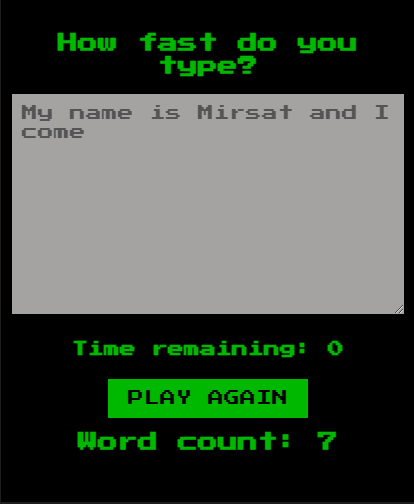 How fast do you
type?
My name is Mirsat and I
come
Time remaining: 0
PLAY AGAIN
Word count: 7